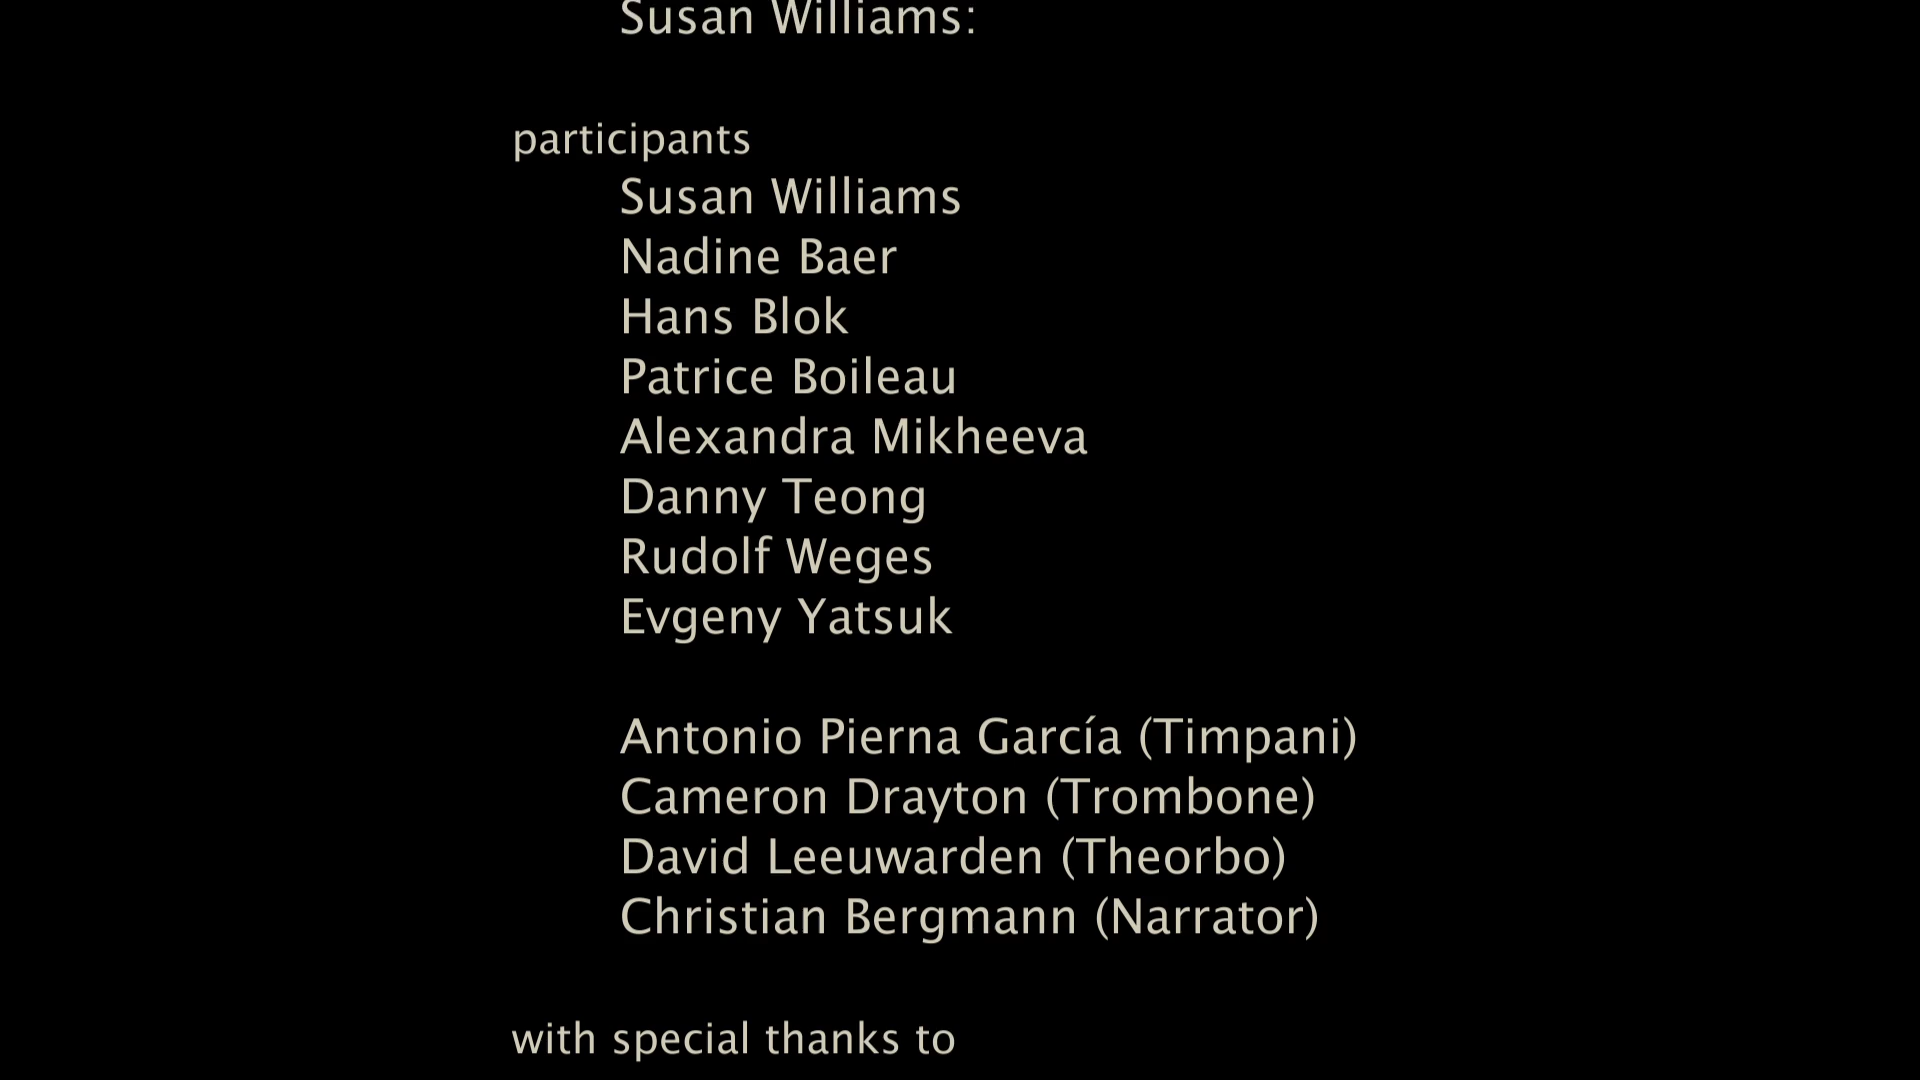 Susan Williams:
participants
Susan Williams
Nadine Baer
Hans Blok
Patrice Boileau
Alexandra Mikheeva
Danny Teong
Rudolf Weges
Evgeny Yatsuk
Antonio Pierna García (Timpani)
Cameron Drayton (Trombone)
David Leeuwarden (Theorbo)
Christian Bergmann (Narrator)
with special thanks to